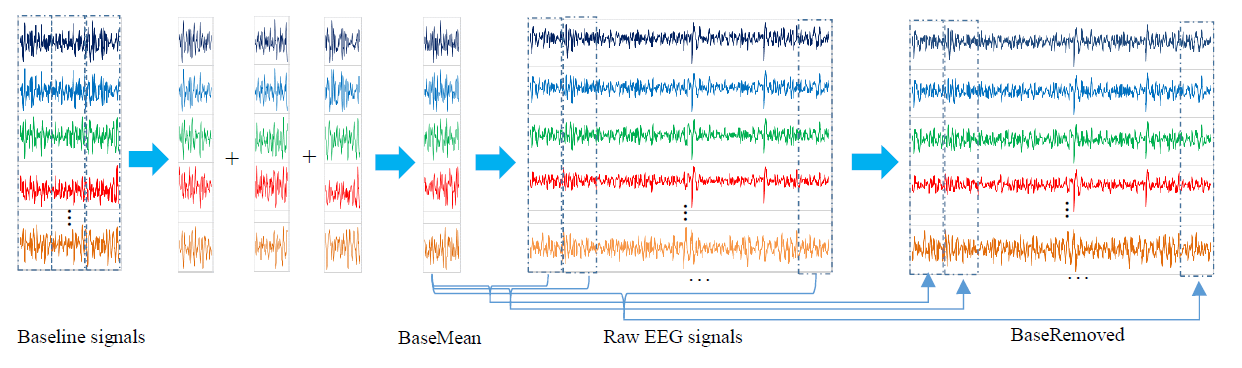 +
+
...
...
...
...
...
Baseline signals
BaseMean
Raw EEG signals
BaseRemoved